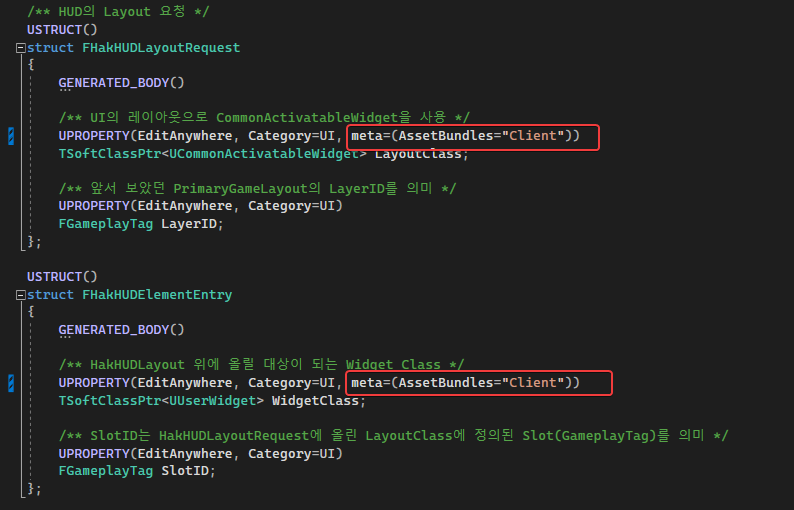 /** HUD의 Layout 요청 */
USTRUCT()
struct FHakHUDLayoutRequest
{
GENERATED_BODY()
/** UI의 레이아웃으로 CommonActivatableWidget을 사용 */
UPROPERTY(EditAnywhere, Category=UI, meta=(AssetBundles="Client"))
TSoftClassPtr<UCommonActivatableWidget> LayoutClass;
/** 앞서 보았던 PrimaryGameLayout의 LayerID를 의미 */
UPROPERTY(EditAnywhere, Category=UI)
FGameplayTag LayerID;
};
USTRUCT()
struct FHakHUDElementEntry
{
GENERATED_BODY()
/** HakHUDLayout 위에 올릴 대상이 되는 Widget Class */
UPROPERTY(EditAnywhere, Category=UI, meta=(AssetBundles="Client"))
TSoftClassPtr<UUserWidget> WidgetClass;
/** SlotID는 HakHUDLayoutRequest에 올린 LayoutClass에 정의된 Slot(GameplayTag)를 의미 */
UPROPERTY(EditAnywhere, Category=UI)
FGameplayTag SlotID;
};